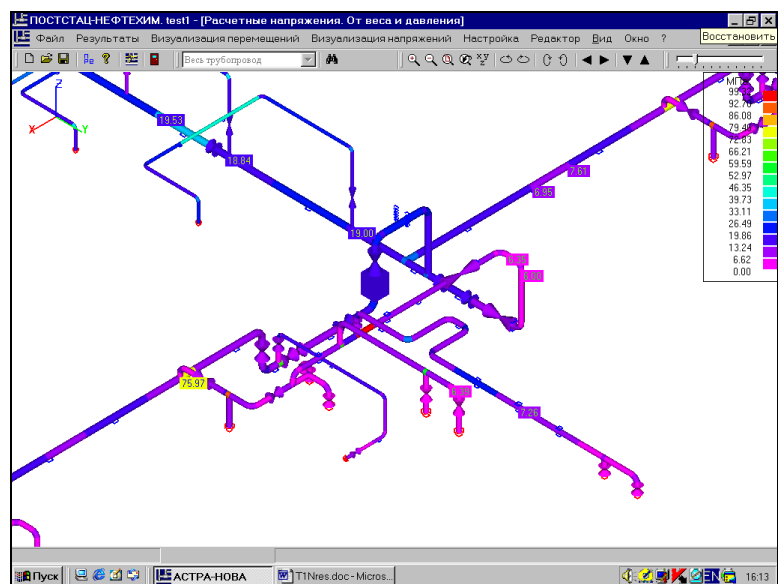 ПОСТСТАЦ-НЕФТЕХИМ. test1 - [Расчетные напряжения. От веса и давления]
Файл Результаты Визуализация перемещений Визуализация напряжений Настройка Редактор Вид Окно ?
Восстановить
Весь трубопровод
МПа
99.32
92.70
86.08
79.46
72.83
66.21
59.59
52.97
46.35
39.73
33.11
26.49
19.86
13.24
6.62
0.00
Z
X
Y
19.53
18.84
7.61
6.95
19.00
75.97
7.26
Пуск
АСТРА-НОВА
T1Nres.doc - Micros...
EN
16:13